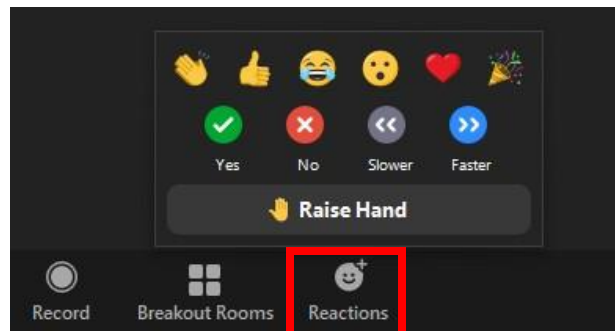 Yes No Slower Faster
Raise Hand
Record Breakout Rooms Reactions